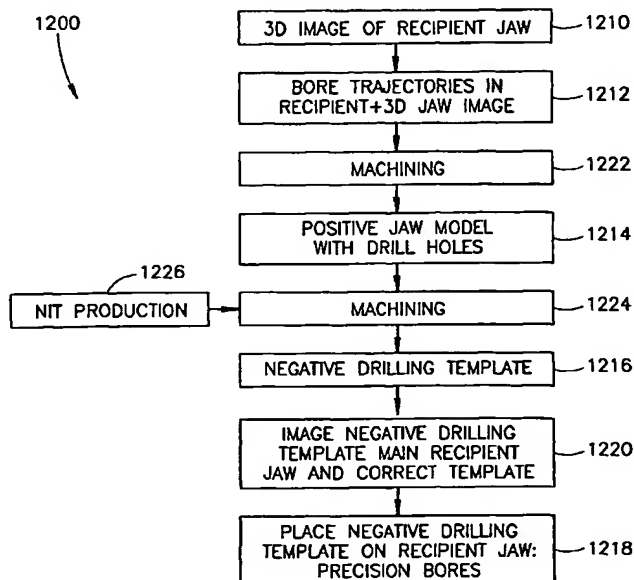 1200
3D IMAGE OF RECIPIENT JAW
1210
BORE TRAJECTORIES IN
RECIPIENT+3D JAW IMAGE
1212
MACHINING
1222
POSITIVE JAW MODEL
WITH DRILL HOLES
1214
1226
NIT PRODUCTION
MACHINING
1224
NEGATIVE DRILLING TEMPLATE
1216
IMAGE NEGATIVE DRILLING
TEMPLATE MAIN RECIPIENT
JAW AND CORRECT TEMPLATE
1220
PLACE NEGATIVE DRILLING
TEMPLATE ON RECIPIENT JAW:
PRECISION BORES
1218